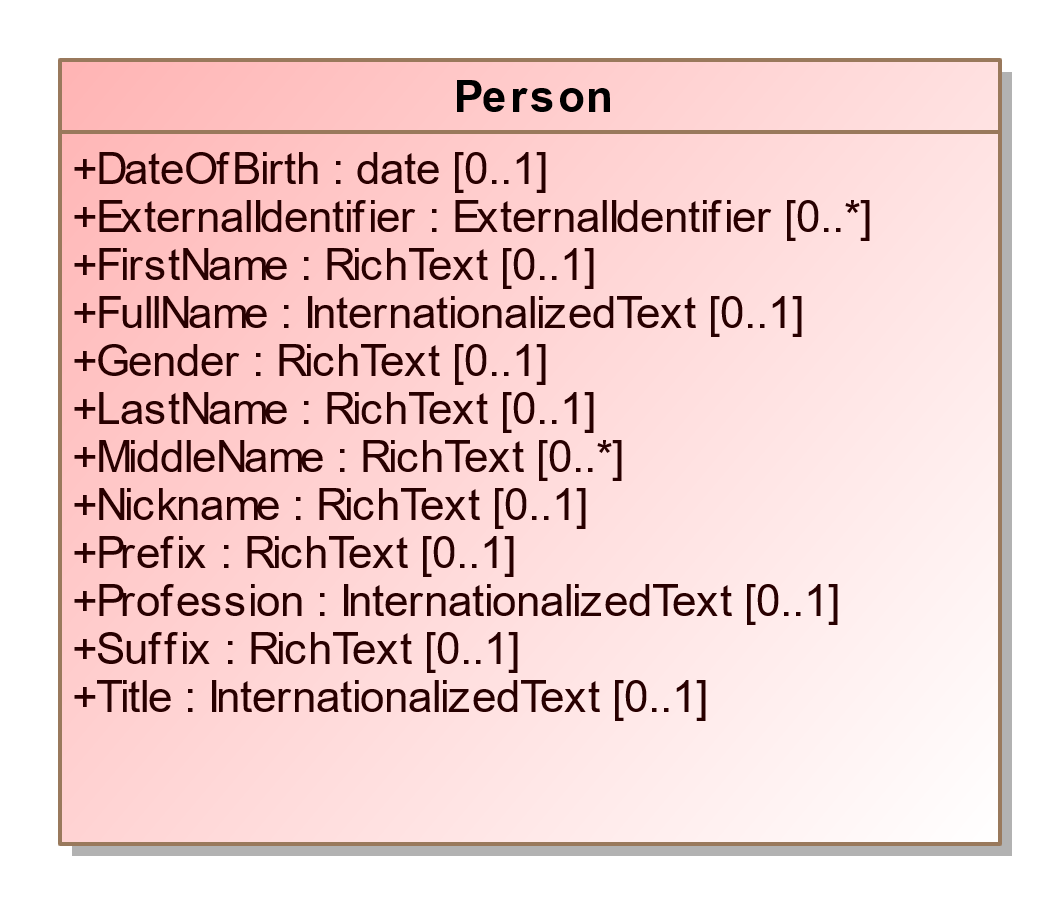 Person
+DateOfBirth : date [0..1]
+ExternalIdentifier : ExternalIdentifier [0..*]
+FirstName : RichText [0..1]
+FullName : InternationalizedText [0..1]
+Gender : RichText [0..1]
+LastName : RichText [0..1]
+MiddleName : RichText [0..*]
+Nickname : RichText [0..1]
+Prefix : RichText [0..1]
+Profession : InternationalizedText [0..1]
+Suffix : RichText [0..1]
+Title : InternationalizedText [0..1]